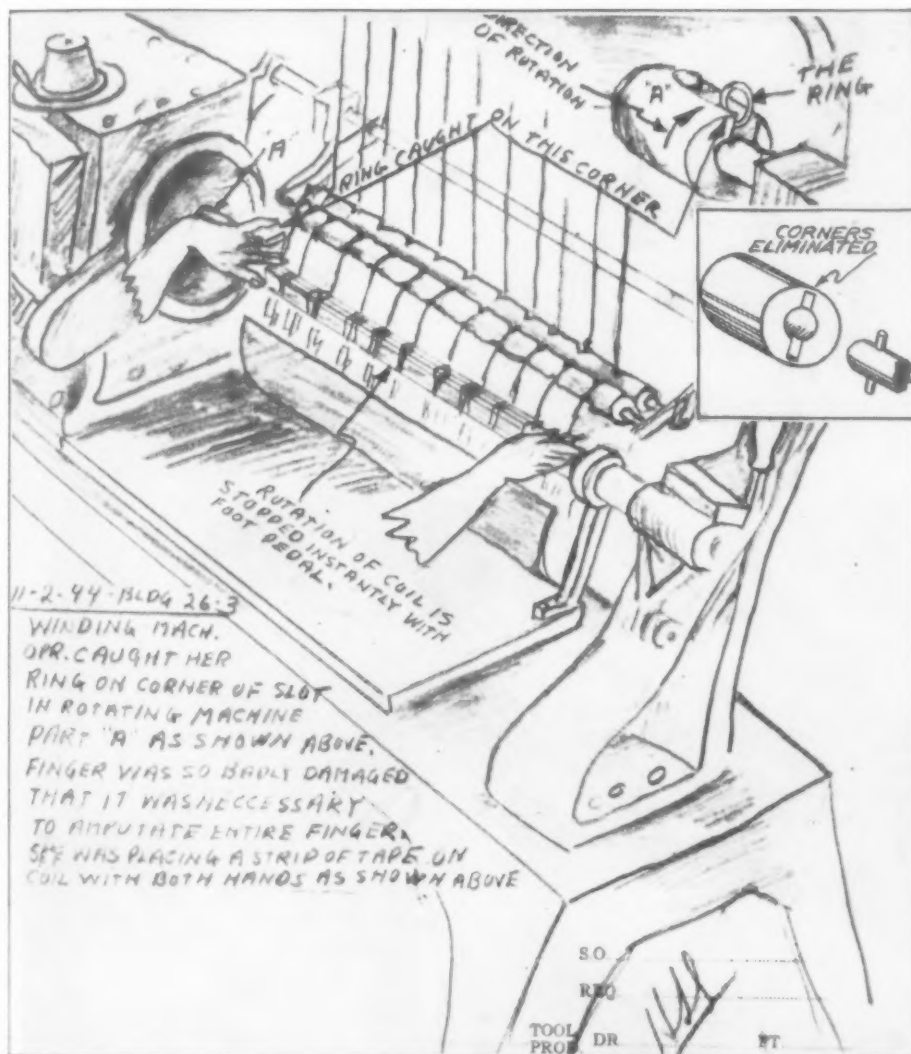 DIRECTION
OF ROTATION
"A"
THE
RING
A
RING CAUGHT ON THIS CORNER
CORNERS
ELIMINATED
ROTATION OF COIL IS
STOPPED INSTANTLY WITH
FOOT PEDAL.
11-2-44-BLDG 26-3
WINDING MACH.
OPR. CAUGHT HER
RING ON CORNER OF SLOT
IN ROTATING MACHINE
PART "A" AS SHOWN ABOVE.
FINGER WAS SO BADLY DAMAGED
THAT IT WAS NECCESSARY
TO AMPUTATE ENTIRE FINGER.
SHE WAS PLACING A STRIP OF TAPE ON
COIL WITH BOTH HANDS AS SHOWN ABOVE
S.O.
REQ
TOOL DR
PROD